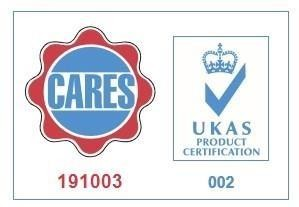 CARES
191003
UKAS
PRODUCT
CERTIFICATION
002